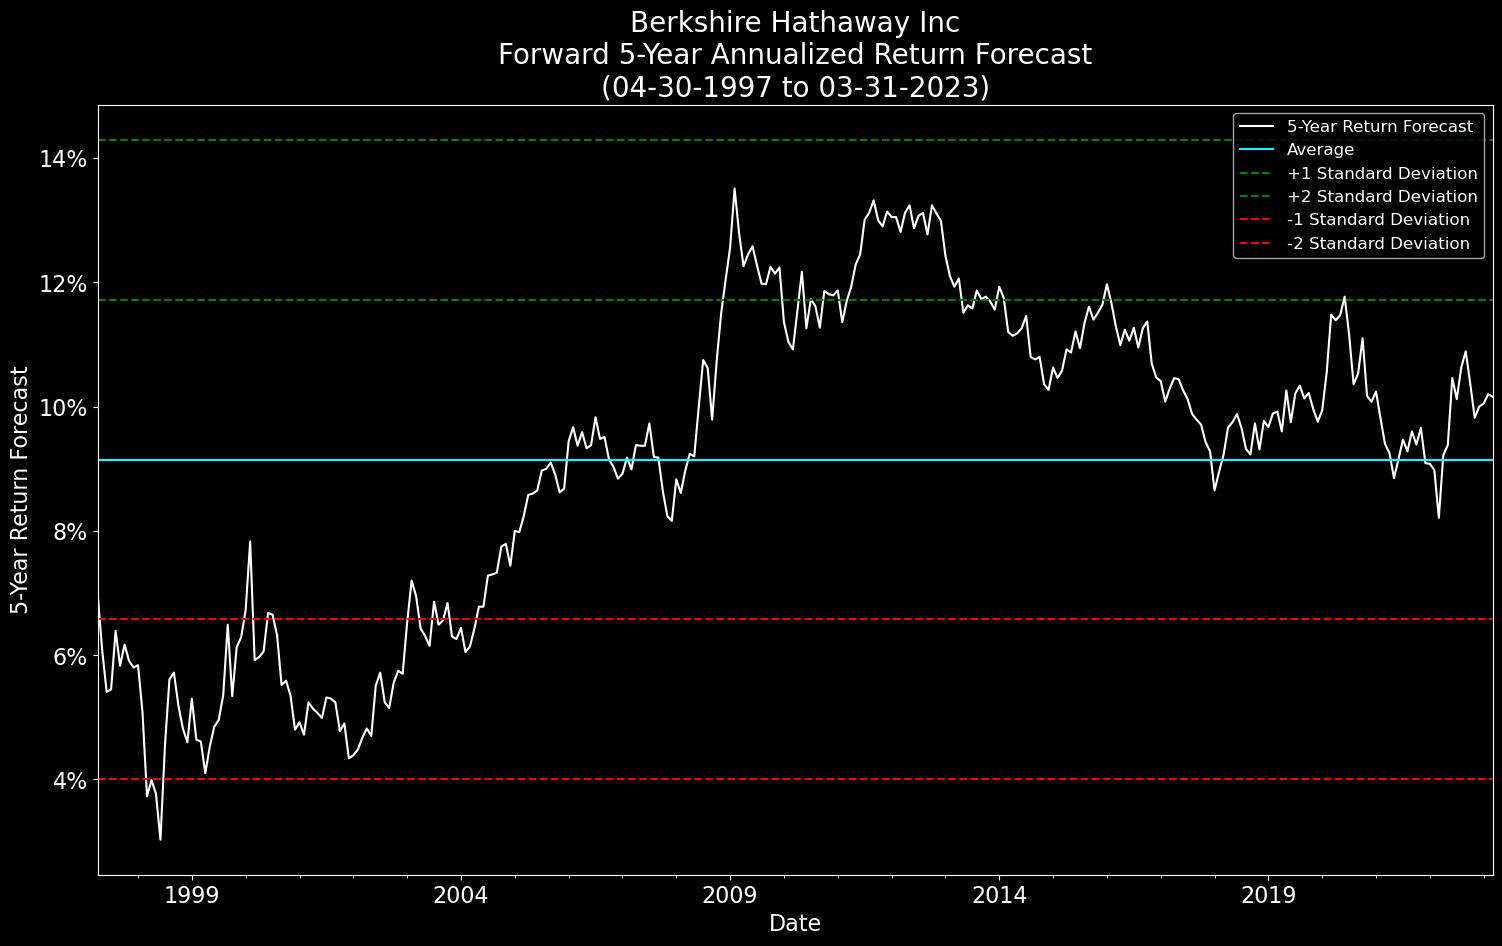 Berkshire Hathaway Inc
Forward 5-Year Annualized Return Forecast
(04-30-1997 to 03-31-2023)
5-Year Return Forecast
Average
+1 Standard Deviation
+2 Standard Deviation
-1 Standard Deviation
-2 Standard Deviation
5-Year Return Forecast
14%
12%
10%
8%
6%
4%
1999
2004
2009
2014
2019
Date